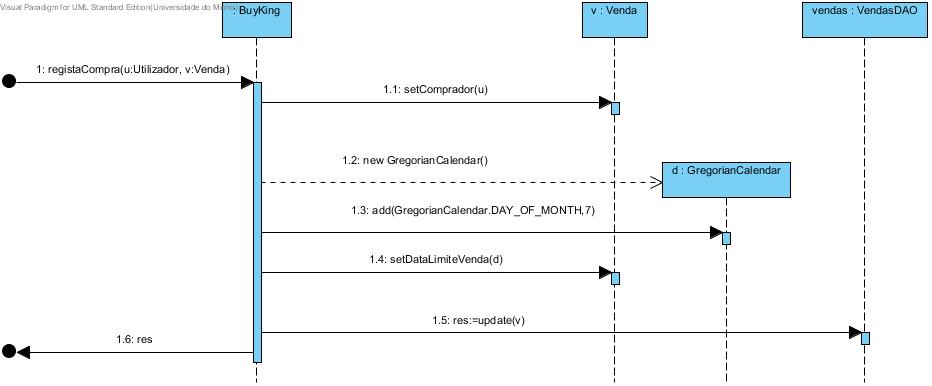 Visual Paradigm for UML Standard Edition(Universidade do Minho)
: BuyKing
v : Venda
vendas : VendasDAO
1: registaCompra(u:Utilizador, v:Venda)
1.1: setComprador(u)
1.2: new GregorianCalendar()
d : GregorianCalendar
1.3: add(GregorianCalendar.DAY_OF_MONTH,7)
1.4: setDataLimiteVenda(d)
1.5: res:=update(v)
1.6: res